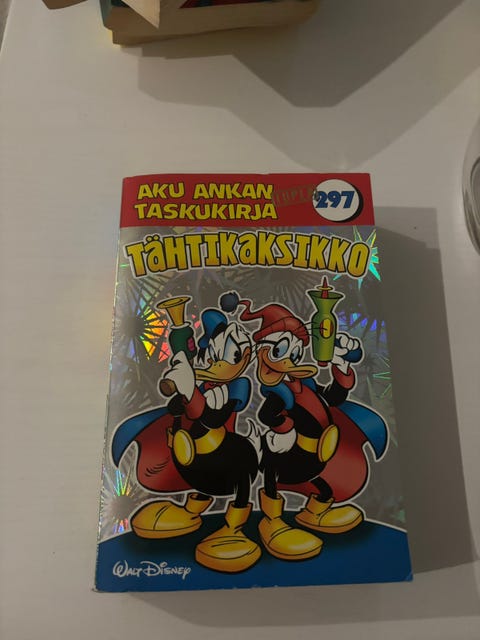 AKU ANKAN
TASKUKIRJA
297
TÄHTIKAKSIKKO
WALT DISNEY